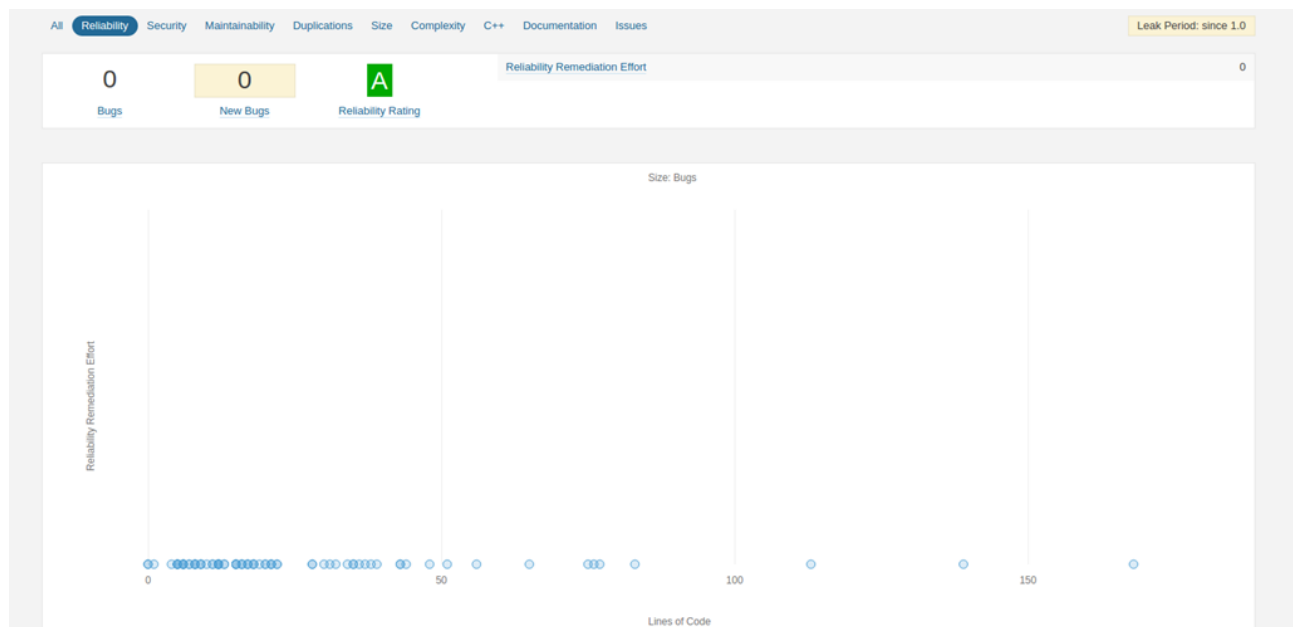 All Reliability Security Maintainability Duplications Size Complexity C++ Documentation Issues Leak Period: since 1.0
0 0 A Reliability Remediation Effort 0
Bugs New Bugs Reliability Rating
Size: Bugs
Reliability Remediation Effort
0 50 100 150
Lines of Code